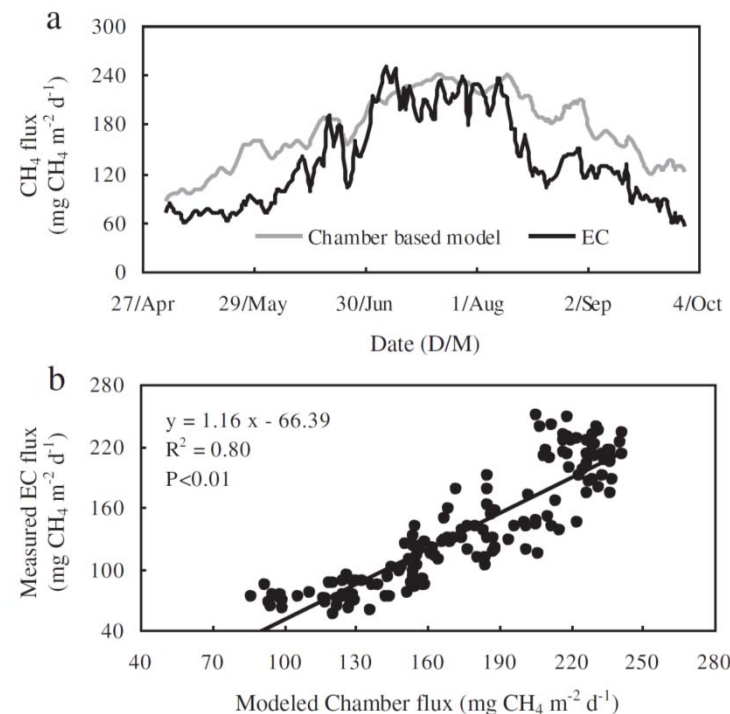 a
300
240
180
120
60
0
CH₄ flux
(mg CH₄ m⁻² d⁻¹)
Chamber based model
EC
27/Apr 29/May 30/Jun 1/Aug 2/Sep 4/Oct
Date (D/M)
b
280
220
160
100
40
Measured EC flux
(mg CH₄ m⁻² d⁻¹)
y = 1.16 x - 66.39
R² = 0.80
P<0.01
40 70 100 130 160 190 220 250 280
Modeled Chamber flux (mg CH₄ m⁻² d⁻¹)